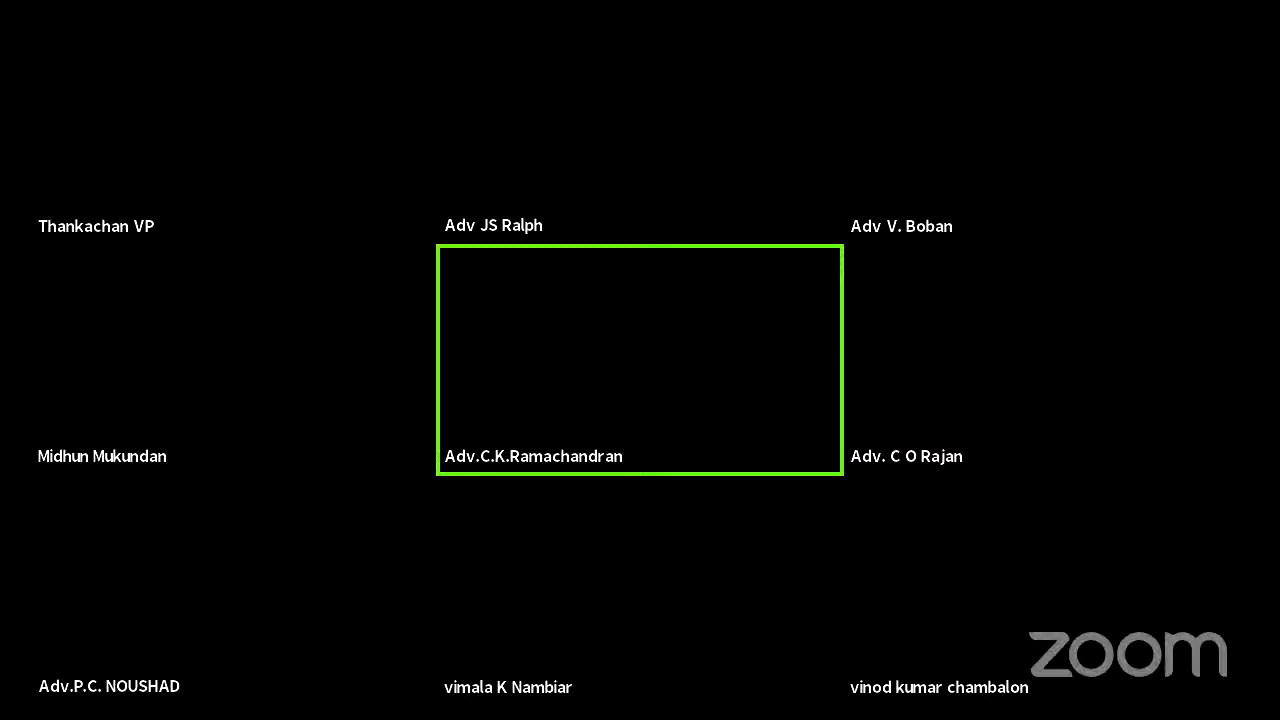 Thankachan VP
Adv JS Ralph
Adv V. Boban
Midhun Mukundan
Adv.C.K.Ramachandran
Adv. C O Rajan
Adv.P.C. NOUSHAD
vimala K Nambiar
vinod kumar chambalon
zoom